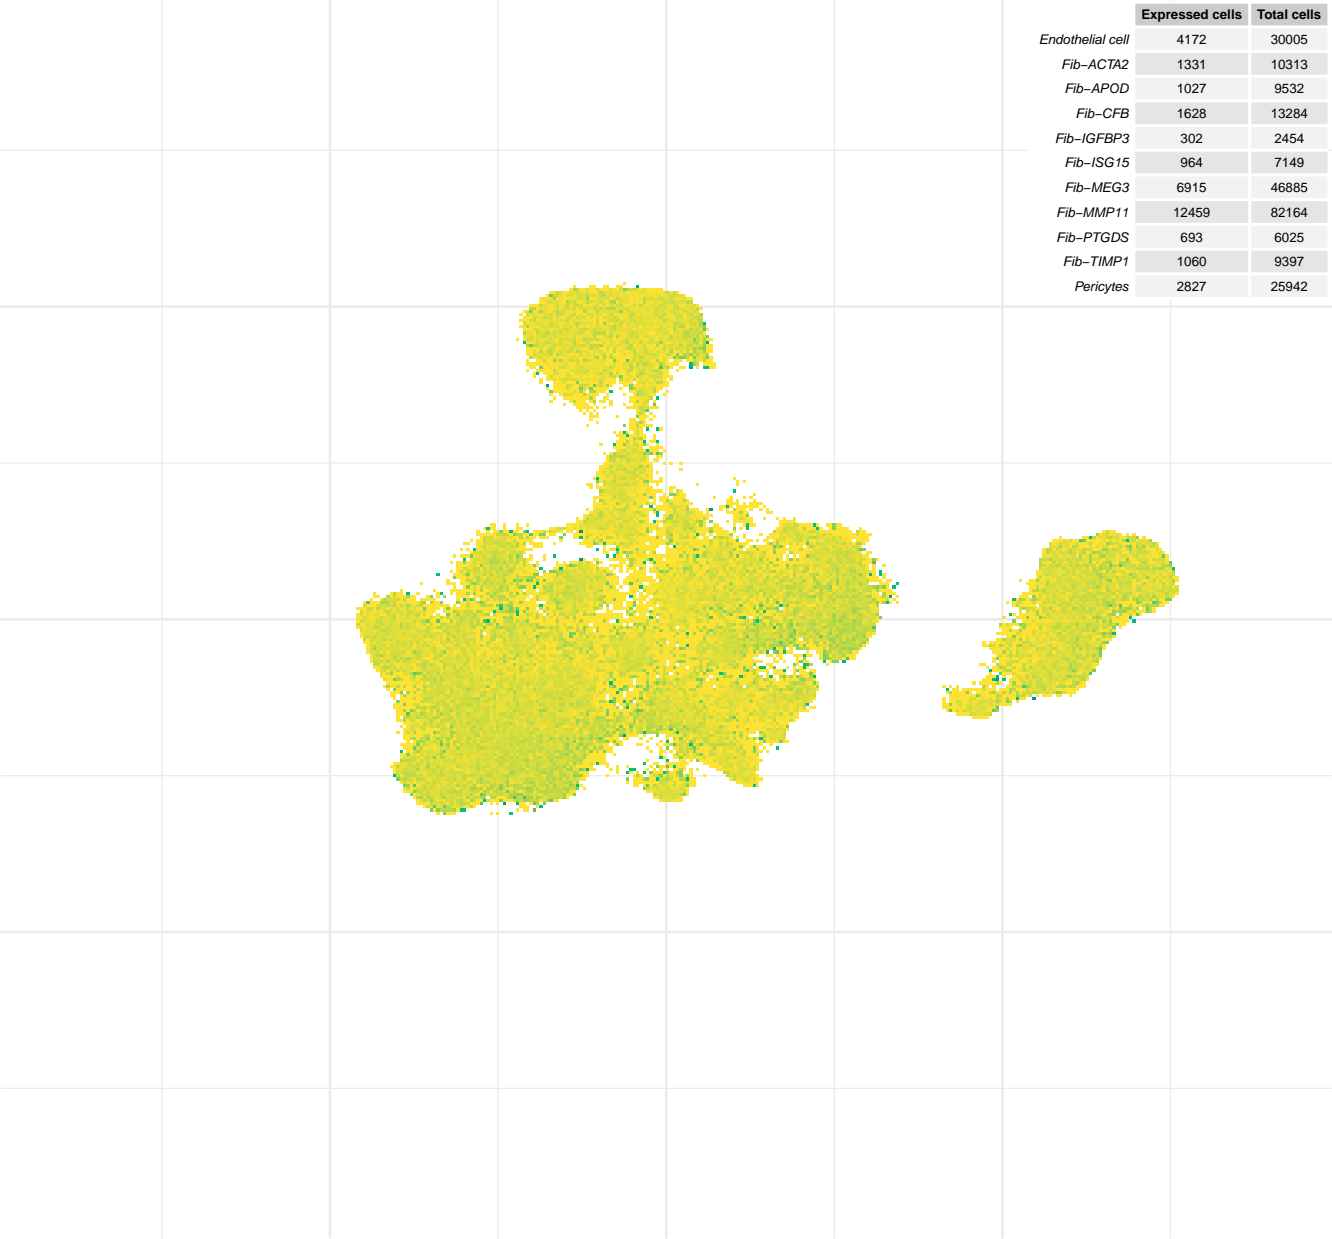 Expressed cells Total cells
Endothelial cell 4172 30005
Fib−ACTA2 1331 10313
Fib−APOD 1027 9532
Fib−CFB 1628 13284
Fib−IGFBP3 302 2454
Fib−ISG15 964 7149
Fib−MEG3 6915 46885
Fib−MMP11 12459 82164
Fib−PTGDS 693 6025
Fib−TIMP1 1060 9397
Pericytes 2827 25942